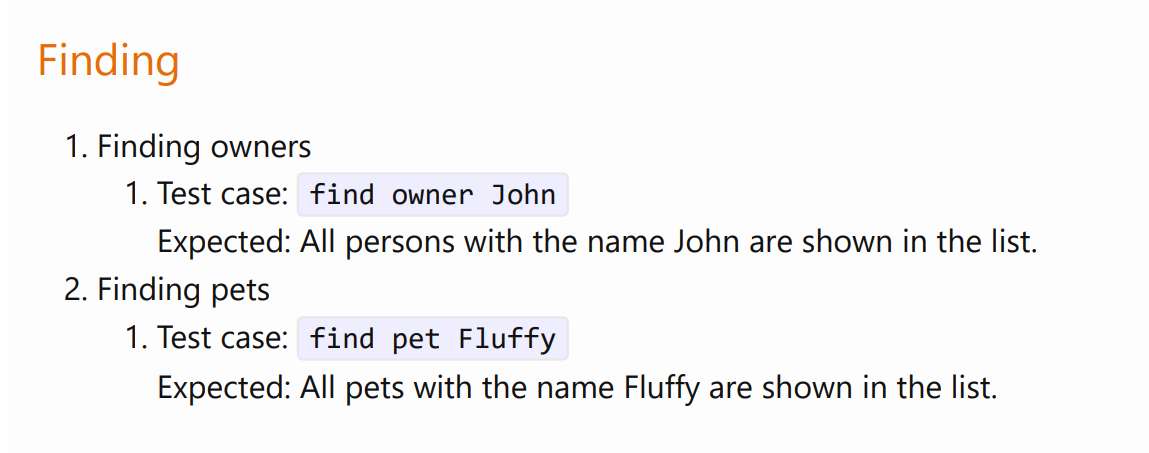 Finding
1. Finding owners
1. Test case: find owner John
Expected: All persons with the name John are shown in the list.
2. Finding pets
1. Test case: find pet Fluffy
Expected: All pets with the name Fluffy are shown in the list.